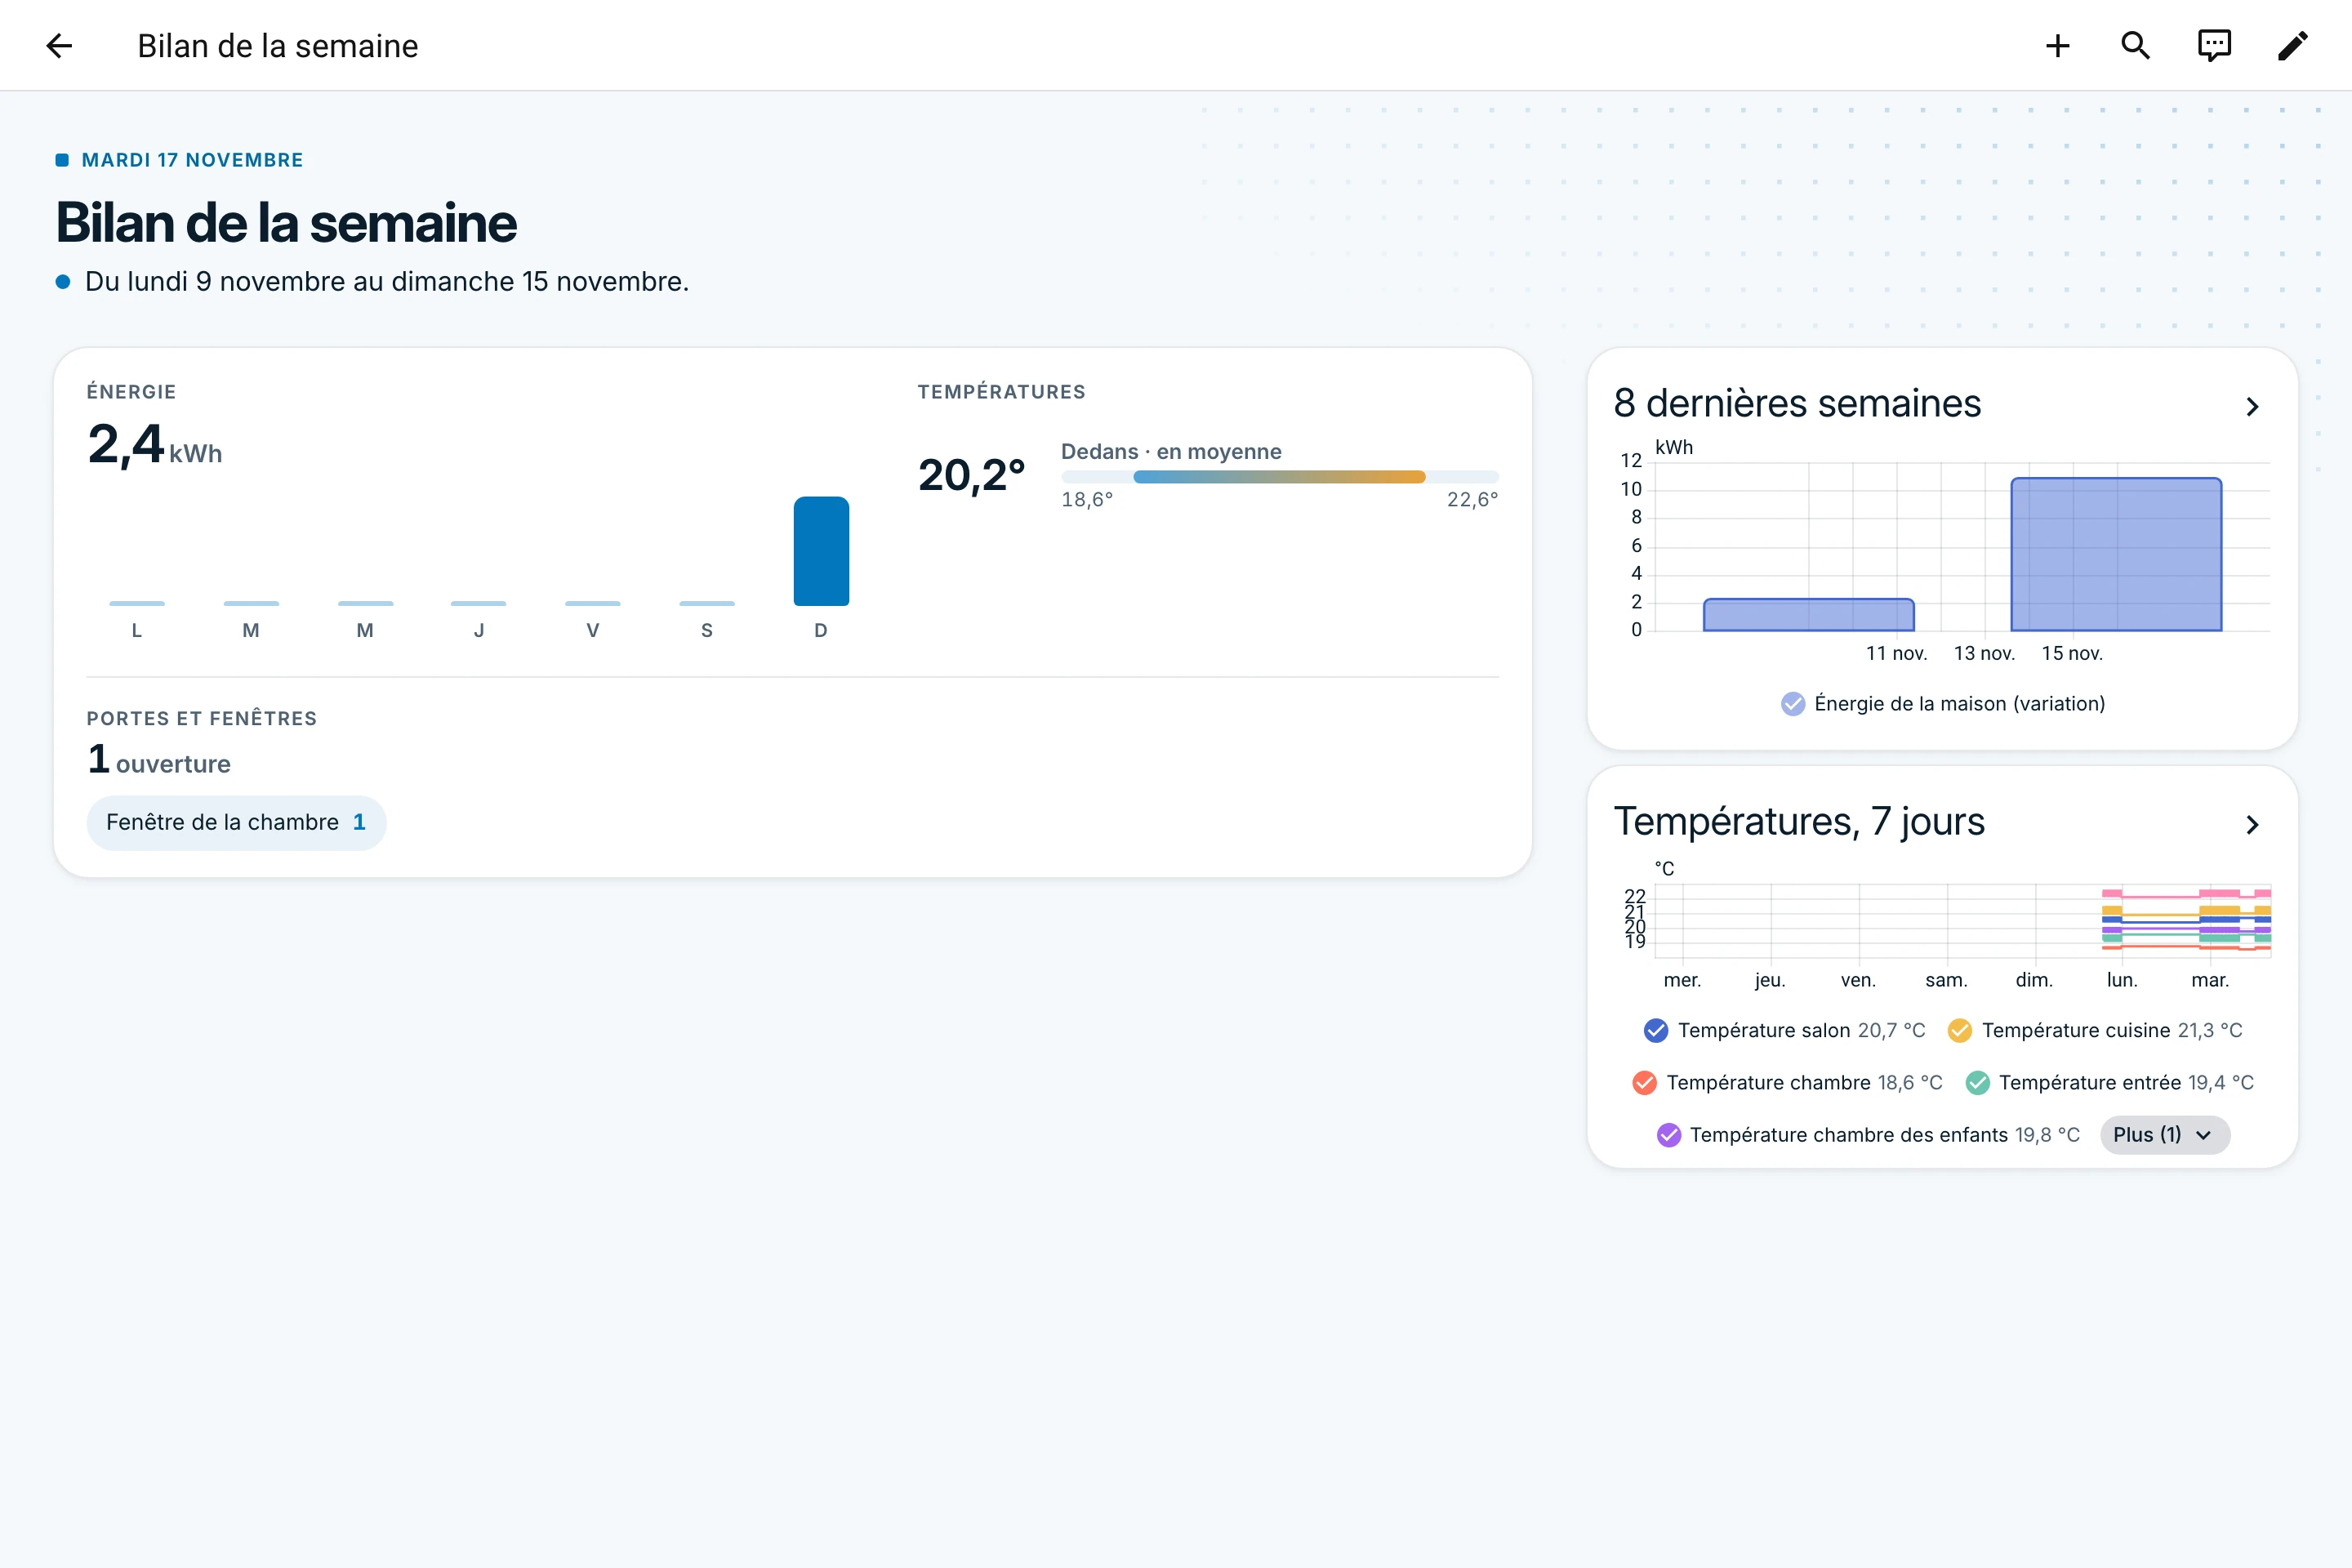 Bilan de la semaine
MARDI 17 NOVEMBRE
Bilan de la semaine
Du lundi 9 novembre au dimanche 15 novembre.
ÉNERGIE
2,4 kWh
L M M J V S D
TEMPÉRATURES
20,2°
Dedans · en moyenne
18,6° 22,6°
PORTES ET FENÊTRES
1 ouverture
Fenêtre de la chambre 1
8 dernières semaines
kWh
12
10
8
6
4
2
0
11 nov. 13 nov. 15 nov.
Énergie de la maison (variation)
Températures, 7 jours
°C
22
21
20
19
mer. jeu. ven. sam. dim. lun. mar.
Température salon 20,7 °C Température cuisine 21,3 °C
Température chambre 18,6 °C Température entrée 19,4 °C
Température chambre des enfants 19,8 °C Plus (1)